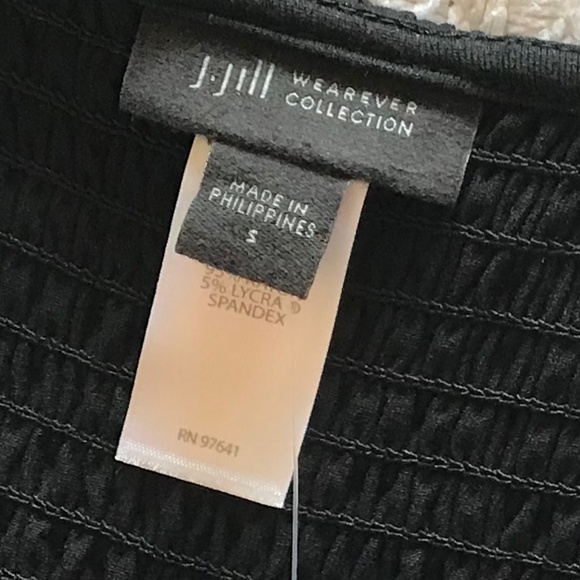 J.Jill WEAREVER
COLLECTION
MADE IN
PHILIPPINES
S
5% LYCRA ®
SPANDEX
RN 97641